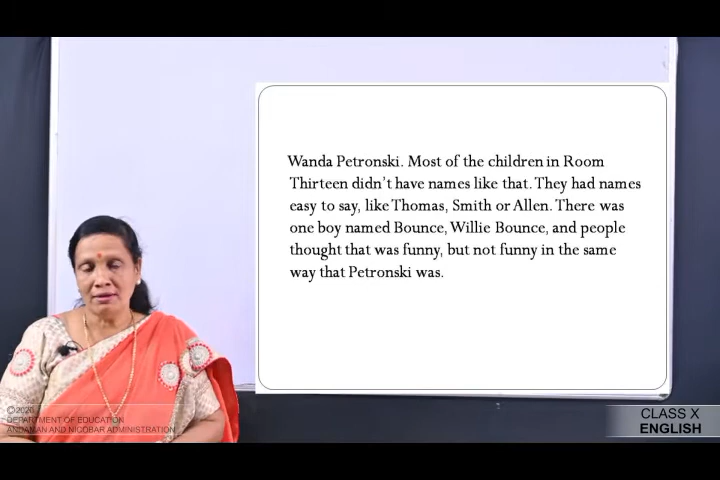 Wanda Petronski. Most of the children in Room
Thirteen didn't have names like that. They had names
easy to say, like Thomas, Smith or Allen. There was
one boy named Bounce, Willie Bounce, and people
thought that was funny, but not funny in the same
way that Petronski was.
©2020
DEPARTMENT OF EDUCATION
ANDAMAN AND NICOBAR ADMINISTRATION
CLASS X
ENGLISH